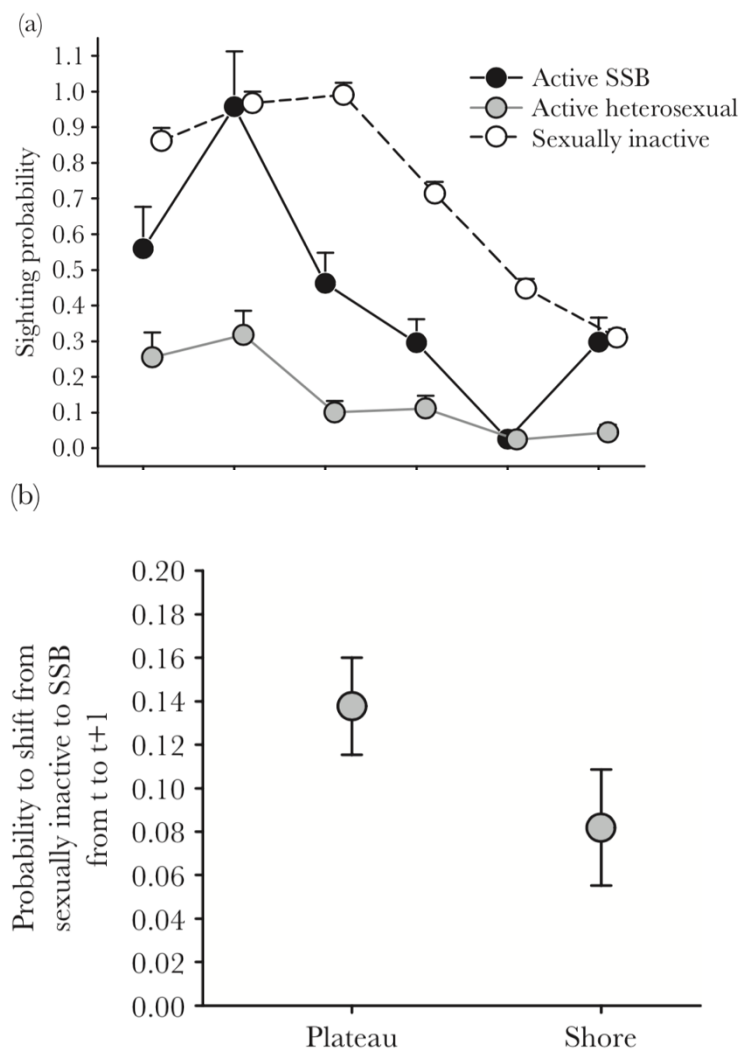 (a)
1.1
1.0
0.9
0.8
0.7
0.6
0.5
0.4
0.3
0.2
0.1
0.0
Sighting probability
Active SSB
Active heterosexual
Sexually inactive
(b)
0.20
0.18
0.16
0.14
0.12
0.10
0.08
0.06
0.04
0.02
0.00
Probability to shift from
sexually inactive to SSB
from t to t+1
Plateau Shore